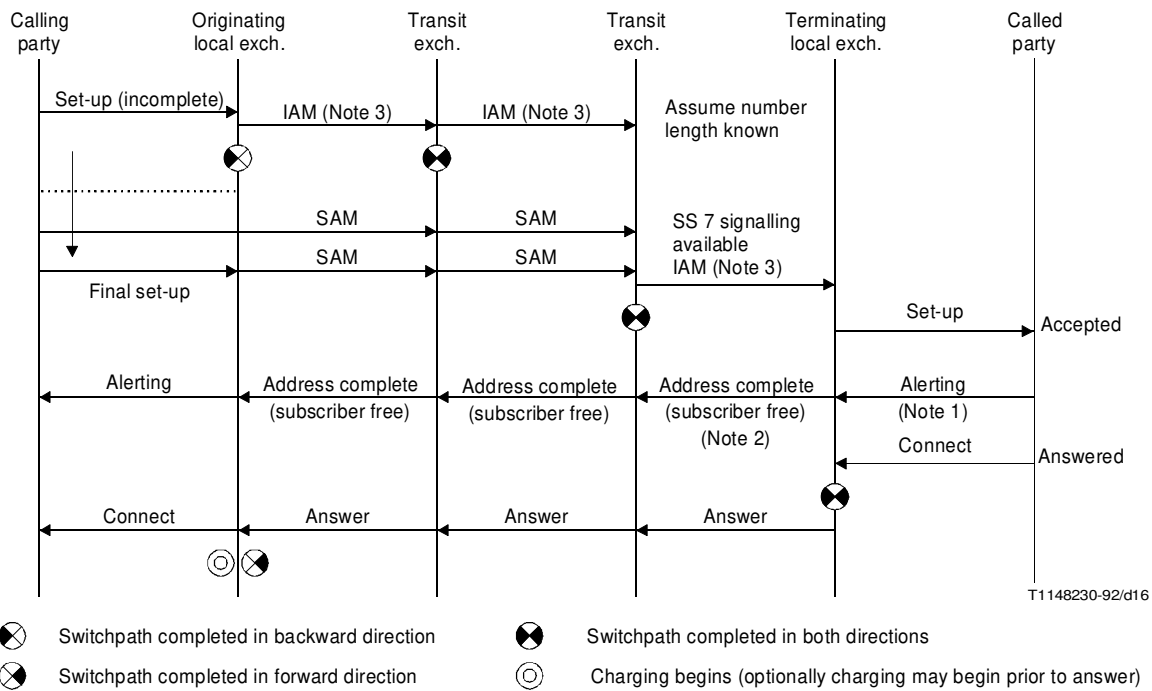 Calling
party
Originating
local exch.
Transit
exch.
Transit
exch.
Terminating
local exch.
Called
party
Set-up (incomplete)
IAM (Note 3)
IAM (Note 3)
Assume number
length known
SAM
SAM
SS 7 signalling
available
IAM (Note 3)
SAM
SAM
Final set-up
Set-up
Accepted
Alerting
Address complete
(subscriber free)
Address complete
(subscriber free)
Address complete
(subscriber free)
(Note 2)
Alerting
(Note 1)
Connect
Answered
Connect
Answer
Answer
Answer
T1148230-92/d16
Switchpath completed in backward direction
Switchpath completed in both directions
Switchpath completed in forward direction
Charging begins (optionally charging may begin prior to answer)